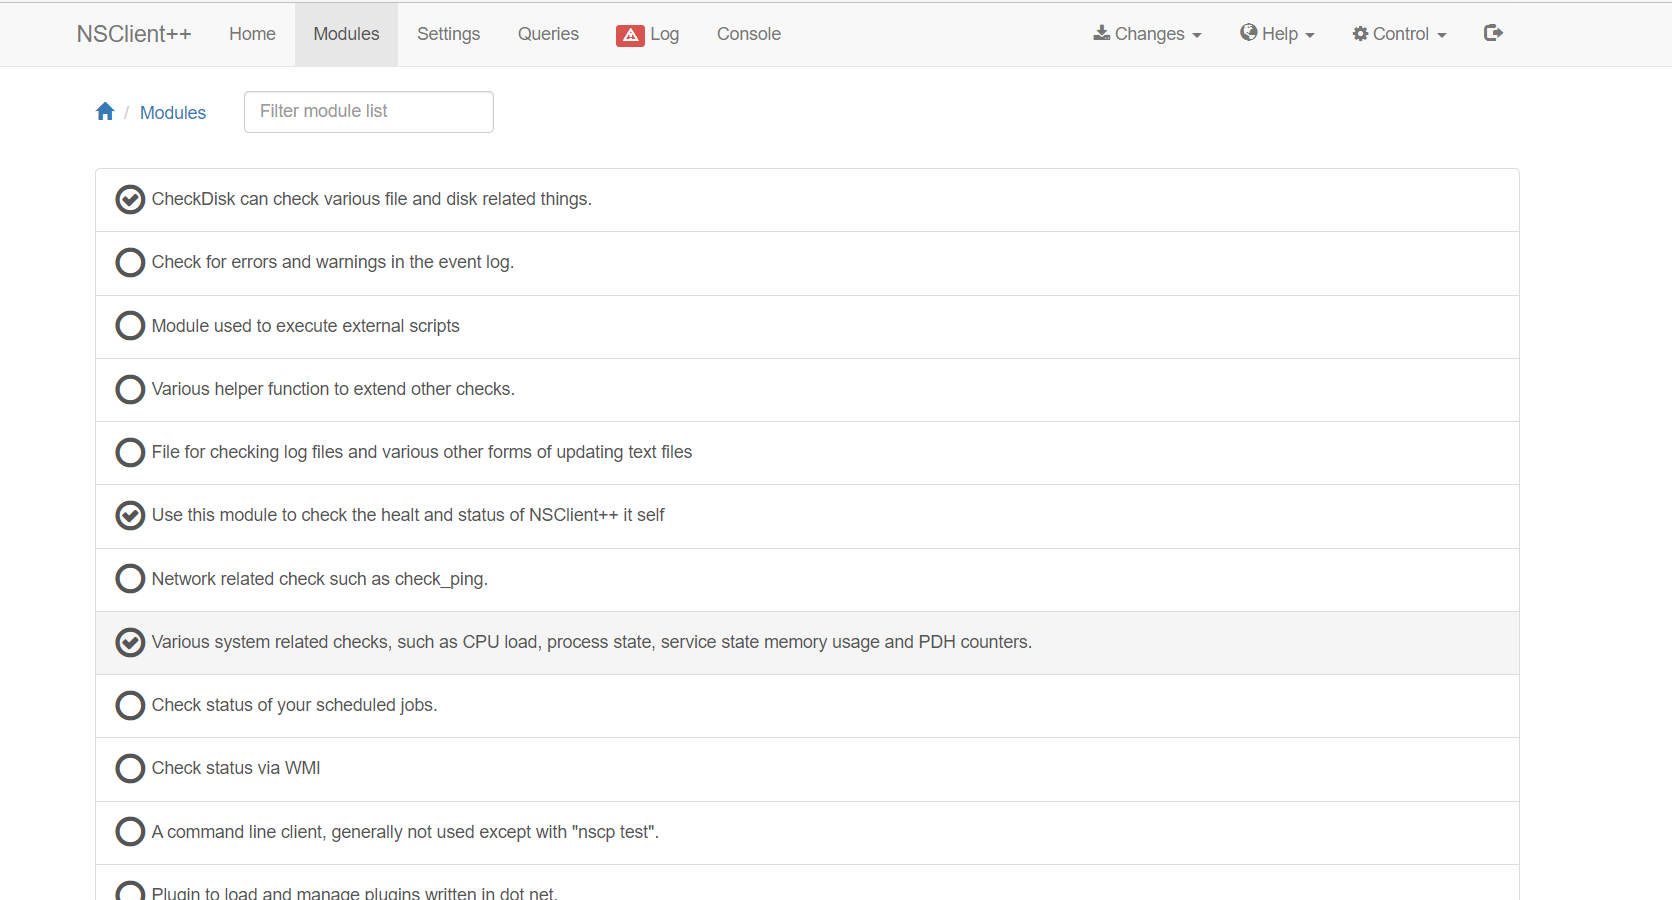 NSClient++ Home Modules Settings Queries Log Console Changes Help Control
/ Modules Filter module list
CheckDisk can check various file and disk related things.
Check for errors and warnings in the event log.
Module used to execute external scripts
Various helper function to extend other checks.
File for checking log files and various other forms of updating text files
Use this module to check the healt and status of NSClient++ it self
Network related check such as check_ping.
Various system related checks, such as CPU load, process state, service state memory usage and PDH counters.
Check status of your scheduled jobs.
Check status via WMI
A command line client, generally not used except with "nscp test".
Plugin to load and manage plugins written in dot net.